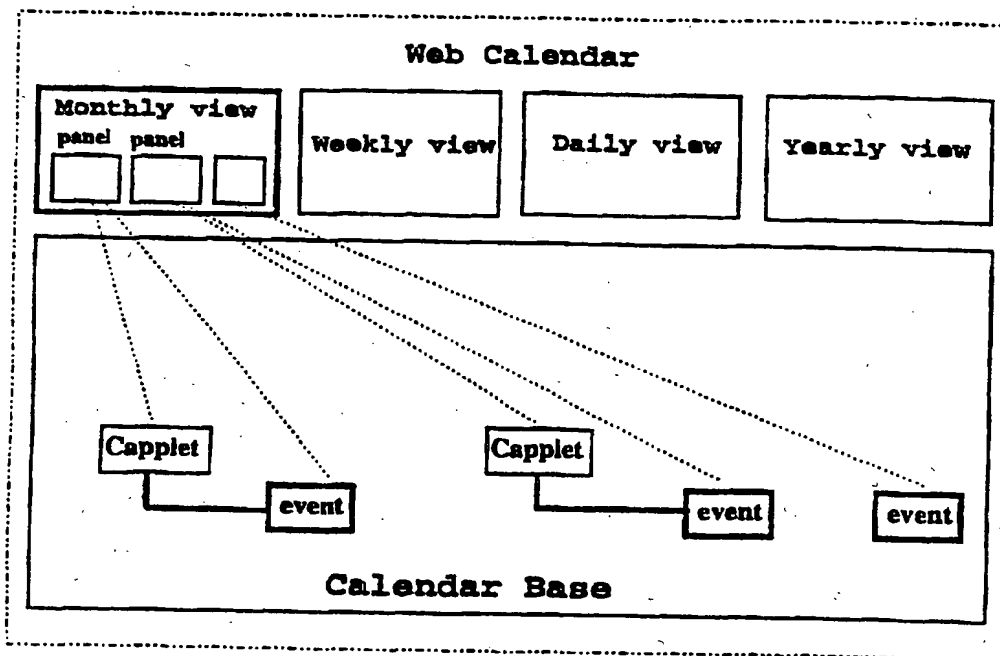 Web Calendar
Monthly view
panel panel
Weekly view
Daily view
Yearly view
Capplet
Capplet
event
event
event
Calendar Base